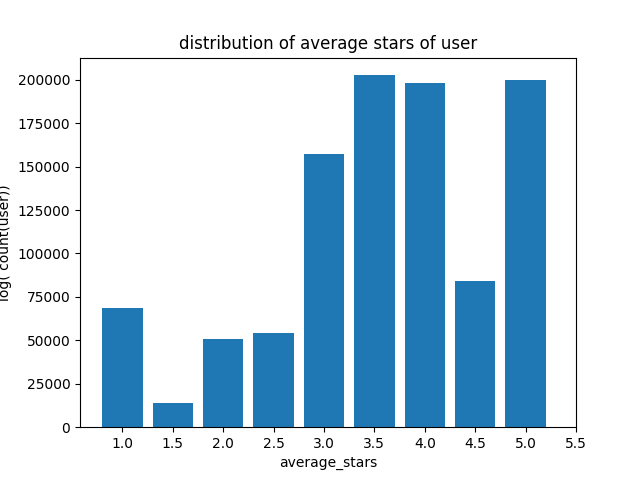 distribution of average stars of user
200000
175000
150000
125000
100000
75000
50000
25000
0
log( count(user))
1.0 1.5 2.0 2.5 3.0 3.5 4.0 4.5 5.0 5.5
average_stars